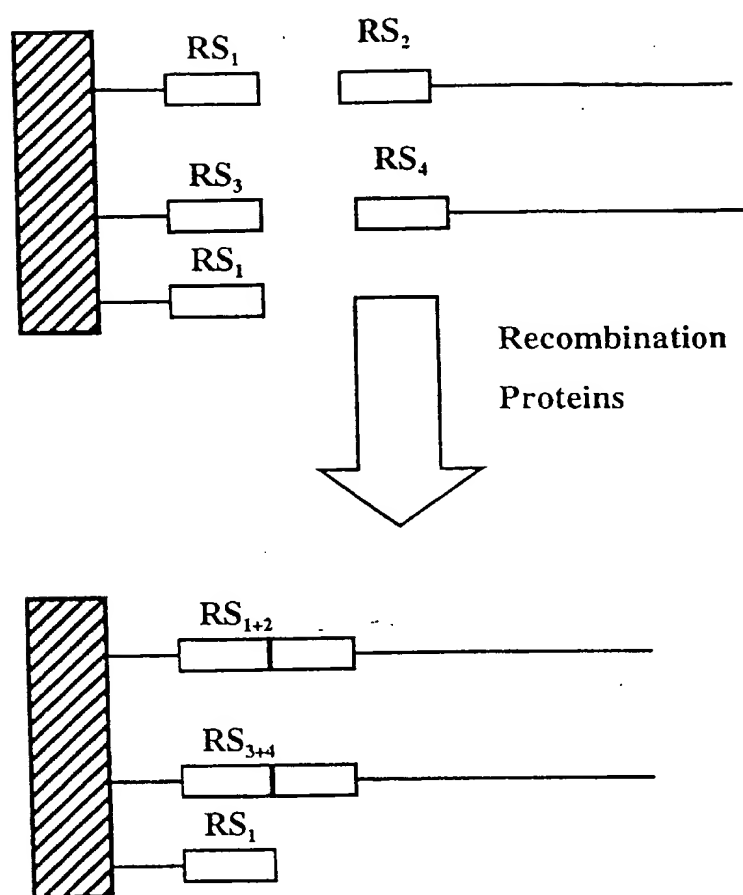 RS₁ RS₂
RS₃ RS₄
RS₁
Recombination
Proteins
RS₁₊₂
RS₃₊₄
RS₁